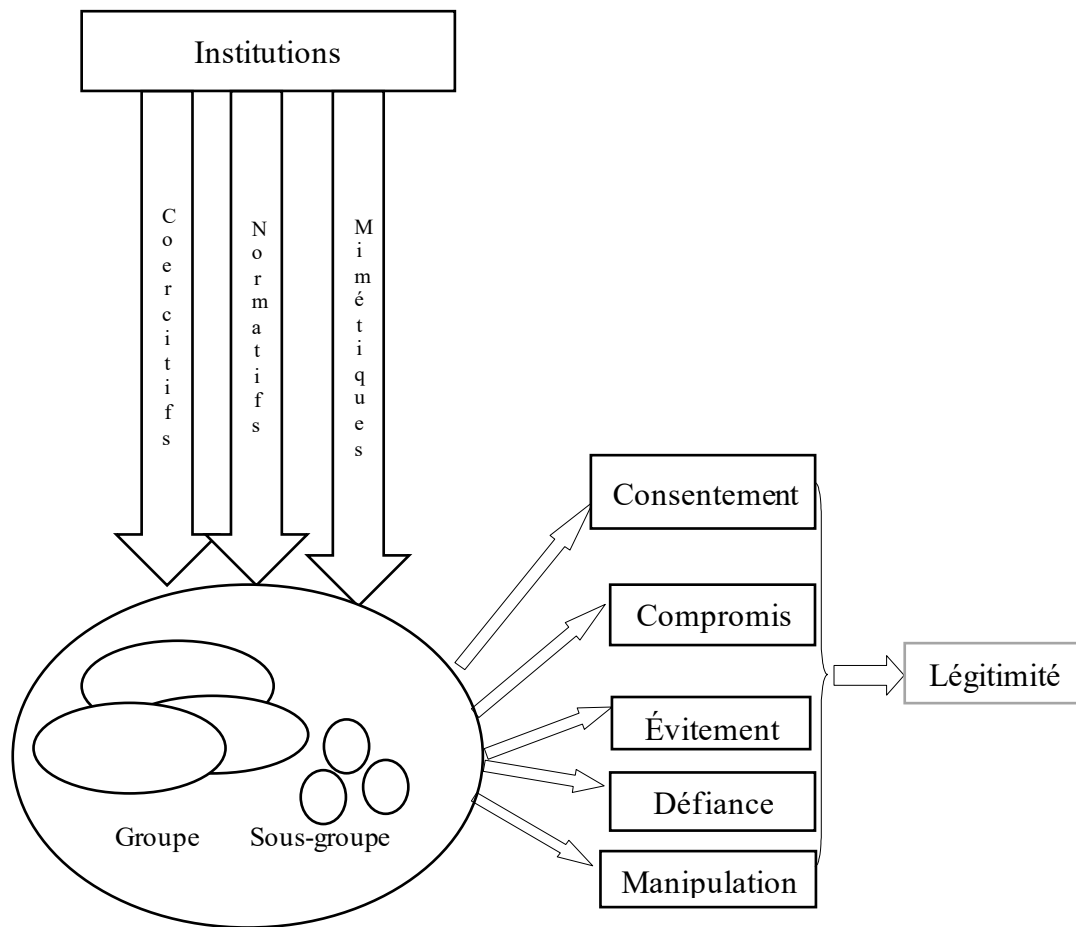 Institutions
Coercitifs
Normatifs
Mimétiques
Consentement
Compromis
Légitimité
Évitement
Défiance
Groupe
Sous-groupe
Manipulation